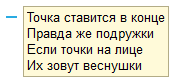 Точка ставится в конце
Правда же подружки
Если точки на лице
Их зовут веснушки